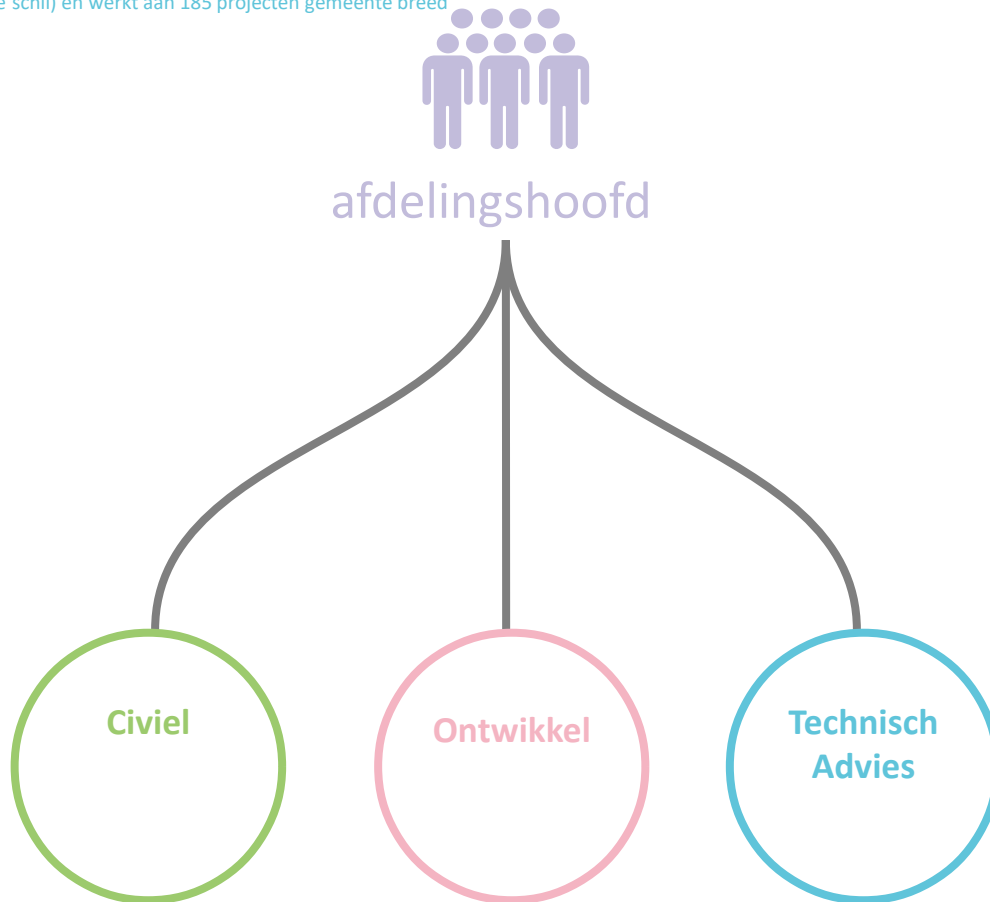 schil) en werkt aan 185 projecten gemeente breed
afdelingshoofd
Civiel
Ontwikkel
Technisch
Advies